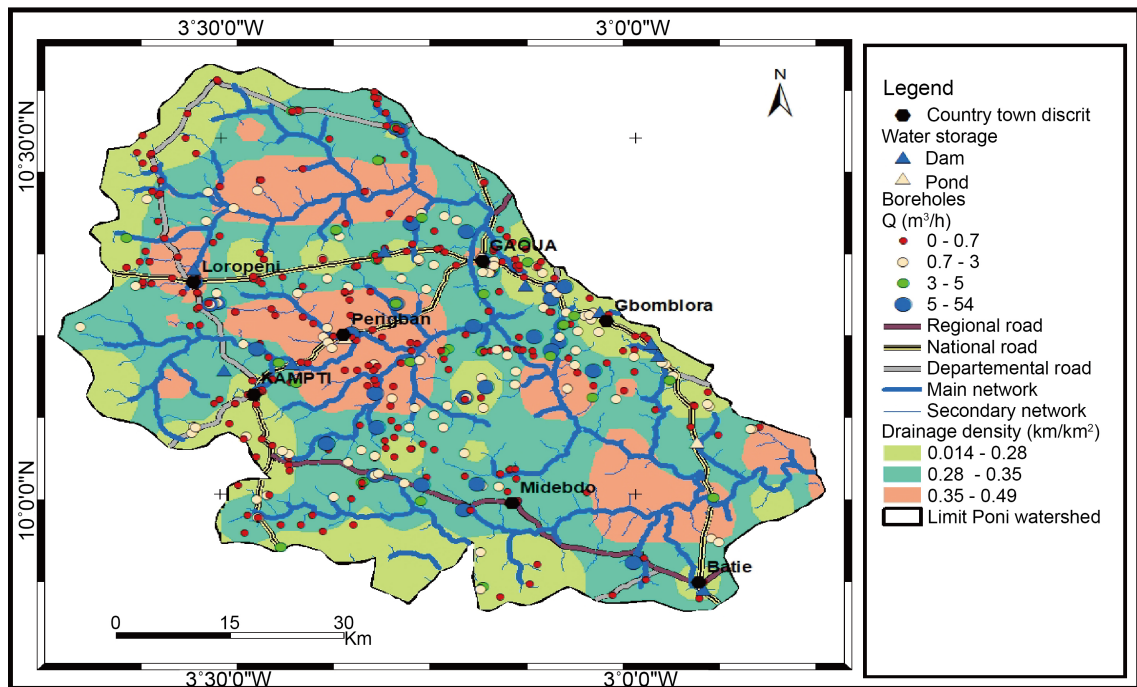 3°30'0"W
3°0'0"W
10°30'0"N
10°0'0"N
N
GAOUA
Loropeni
Gbomblora
Perigban
KAMPTI
Midebdo
Batie
0
15
30
Km
3°30'0"W
3°0'0"W
Legend
Country town discrit
Water storage
Dam
Pond
Boreholes
Q (m³/h)
0 - 0.7
0.7 - 3
3 - 5
5 - 54
Regional road
National road
Departemental road
Main network
Secondary network
Drainage density (km/km²)
0.014 - 0.28
0.28 - 0.35
0.35 - 0.49
Limit Poni watershed